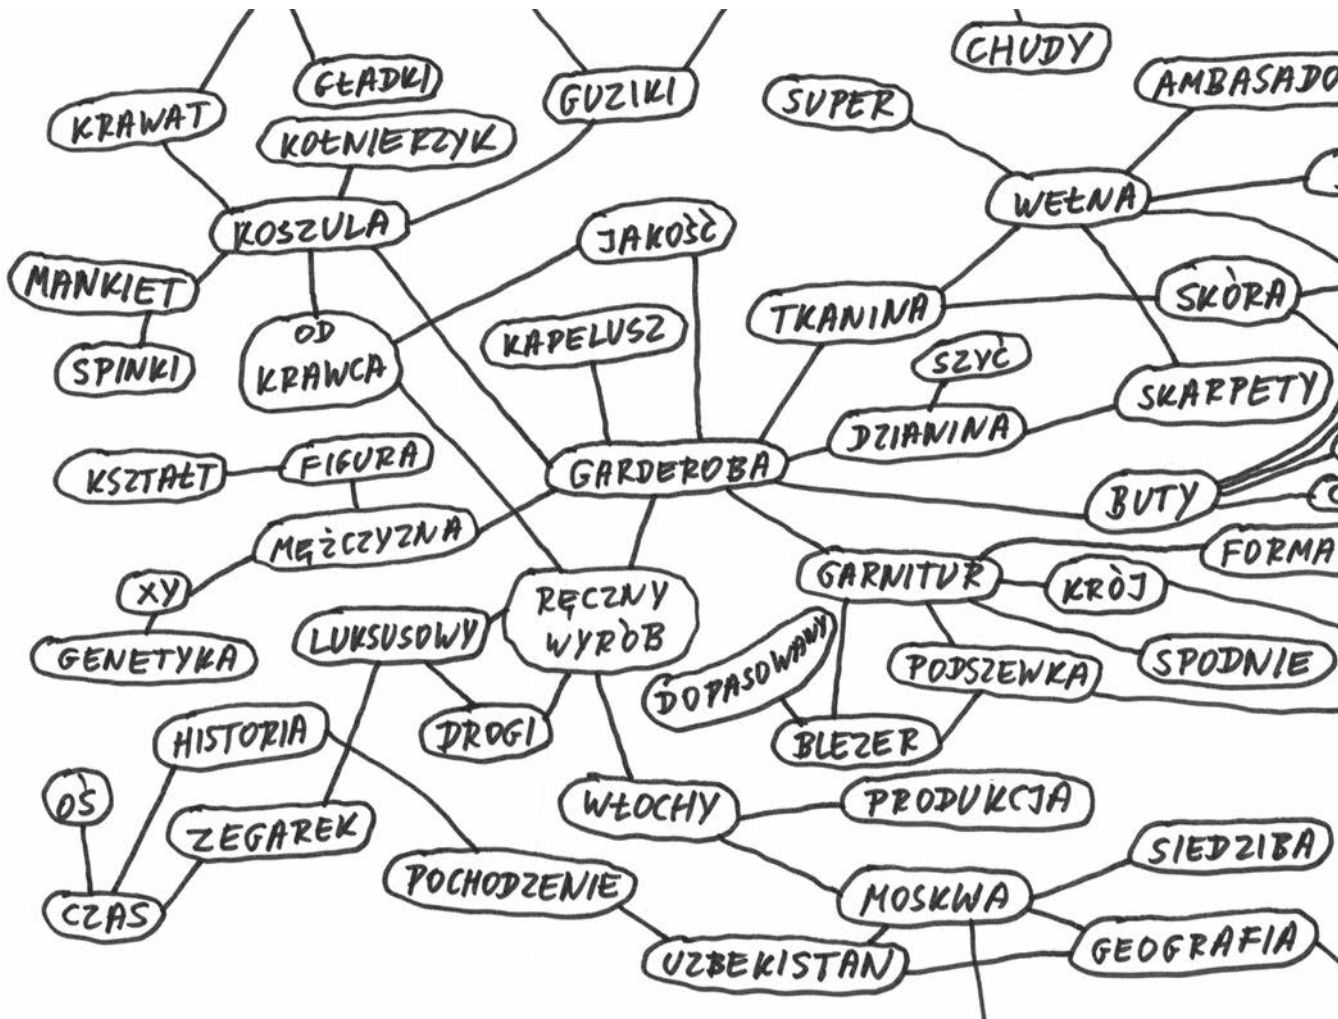 CHUDY
GŁADKI
GUZIKI
SUPER
AMBASADO
KRAWAT
KOŁNIERZYK
WEŁNA
KOSZULA
JAKOŚĆ
MANKIET
SKÓRA
TKANINA
OD
KRAWCA
KAPELUSZ
SZYĆ
SPINKI
SKARPETY
DZIANINA
KSZTAŁT
FIGURA
GARDEROBA
BUTY
MĘŻCZYZNA
FORMA
GARNITUR
KRÓJ
XY
RĘCZNY
WYRÓB
LUKSUSOWY
GENETYKA
DOPASOWANY
PODSZEWKA
SPODNIE
HISTORIA
DROGI
BLEZER
OŚ
ZEGAREK
WŁOCHY
PRODUKCJA
SIEDZIBA
POCHODZENIE
MOSKWA
CZAS
GEOGRAFIA
UZBEKISTAN